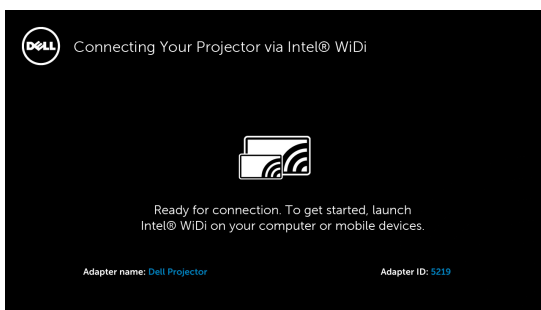 DELL
Connecting Your Projector via Intel® WiDi
Ready for connection. To get started, launch
Intel® WiDi on your computer or mobile devices.
Adapter name: Dell Projector
Adapter ID: 5219